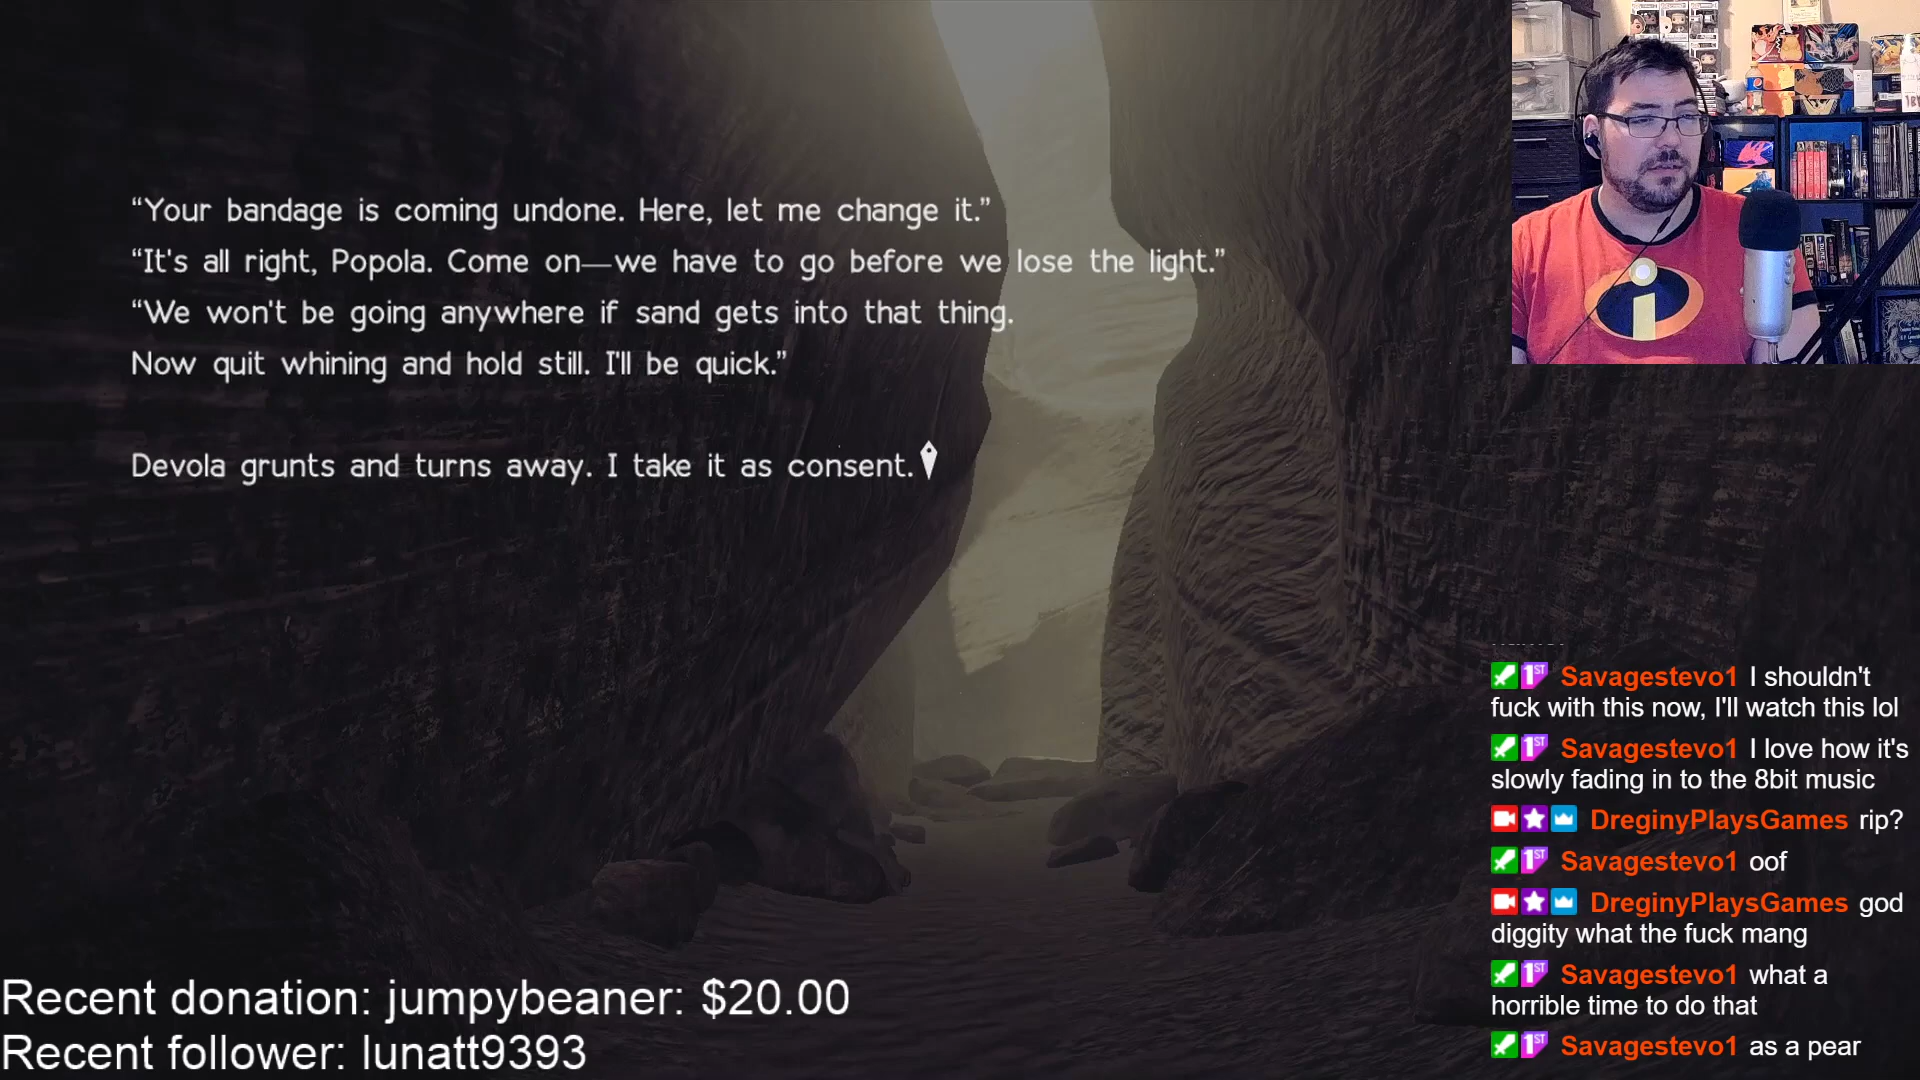 “Your bandage is coming undone. Here, let me change it.”
“It's all right, Popola. Come on—we have to go before we lose the light.”
“We won't be going anywhere if sand gets into that thing.
Now quit whining and hold still. I'll be quick.”
Devola grunts and turns away. I take it as consent.
Savagestevo1 I shouldn't
fuck with this now, I'll watch this lol
Savagestevo1 I love how it's
slowly fading in to the 8bit music
DreginyPlaysGames rip?
Savagestevo1 oof
DreginyPlaysGames god
diggity what the fuck mang
Savagestevo1 what a
horrible time to do that
Savagestevo1 as a pear
Recent donation: jumpybeaner: $20.00
Recent follower: lunatt9393